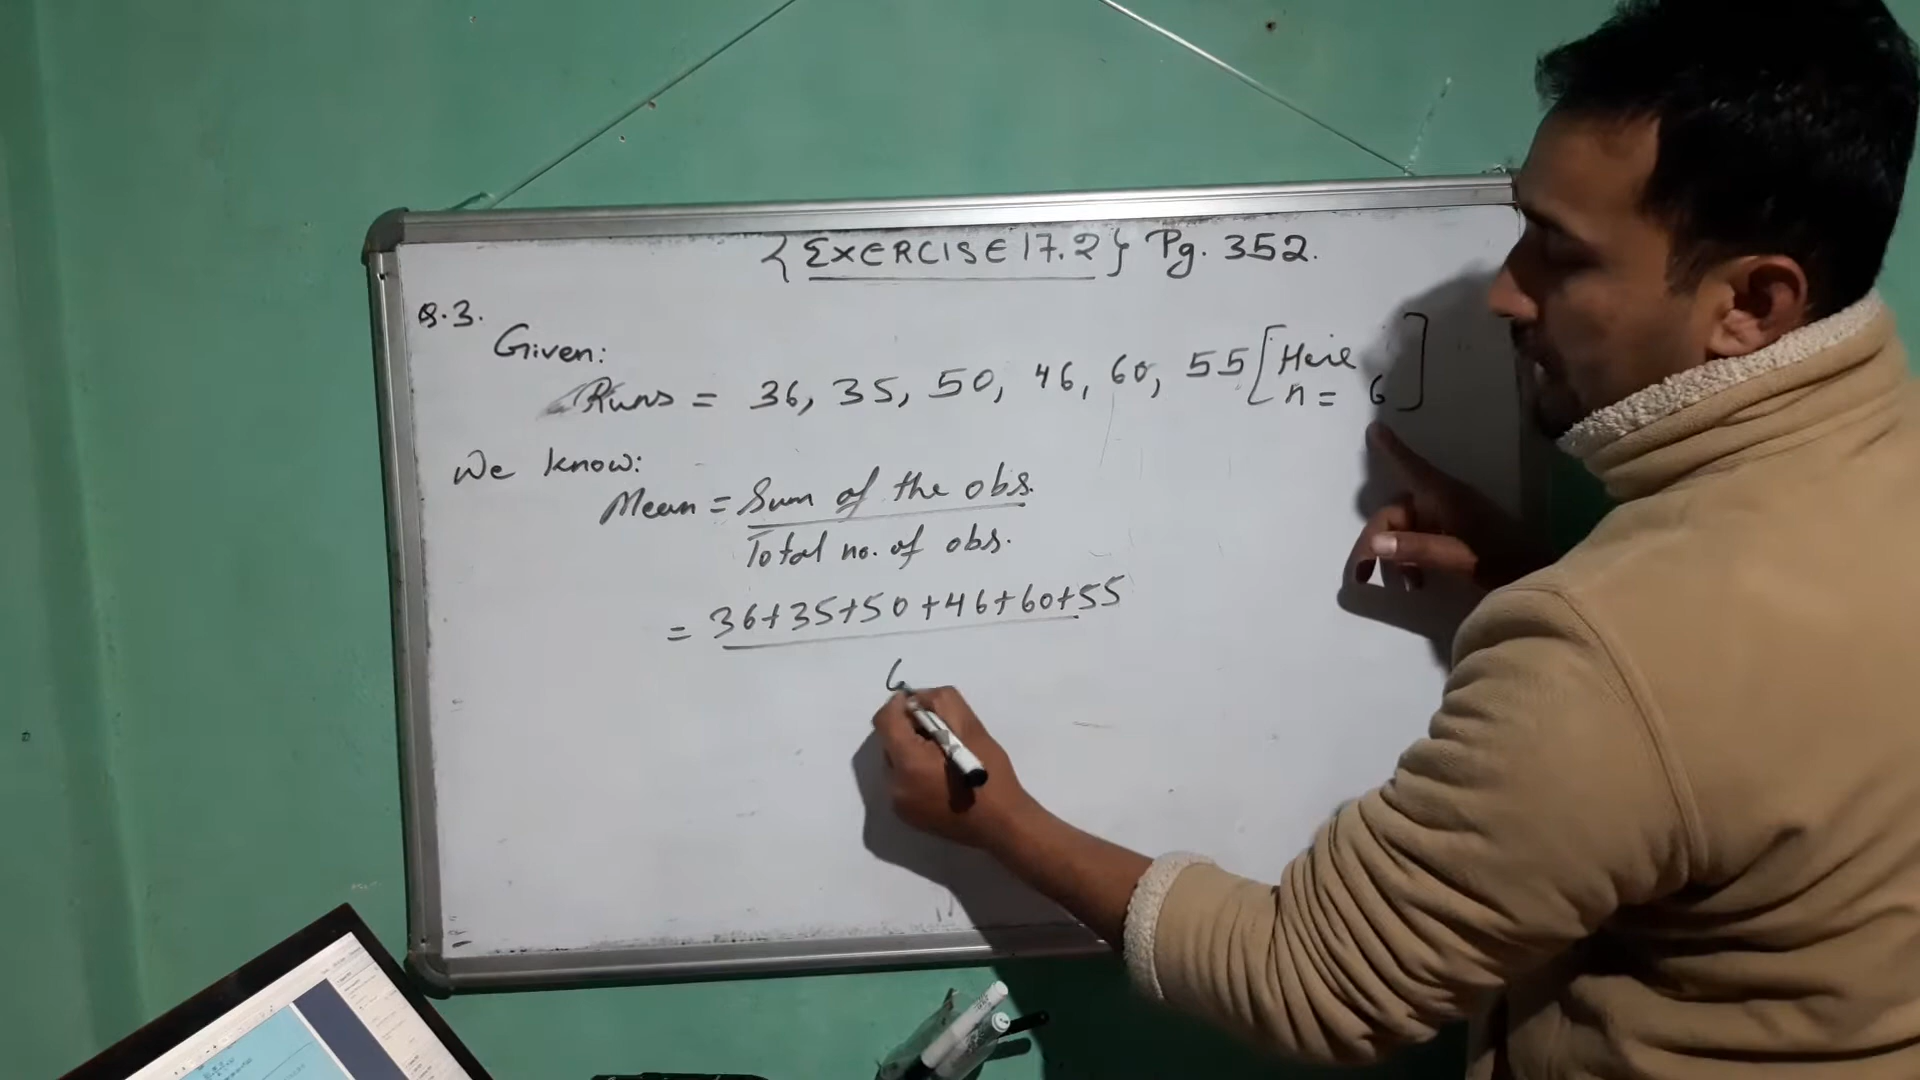 {EXERCISE 17.2} Pg. 352.
Q.3.
Given:
Runs = 36, 35, 50, 46, 60, 55 [Here n = 6]
We know:
Mean = Sum of the obs.
Total no. of obs.
= 36+35+50+46+60+55
6